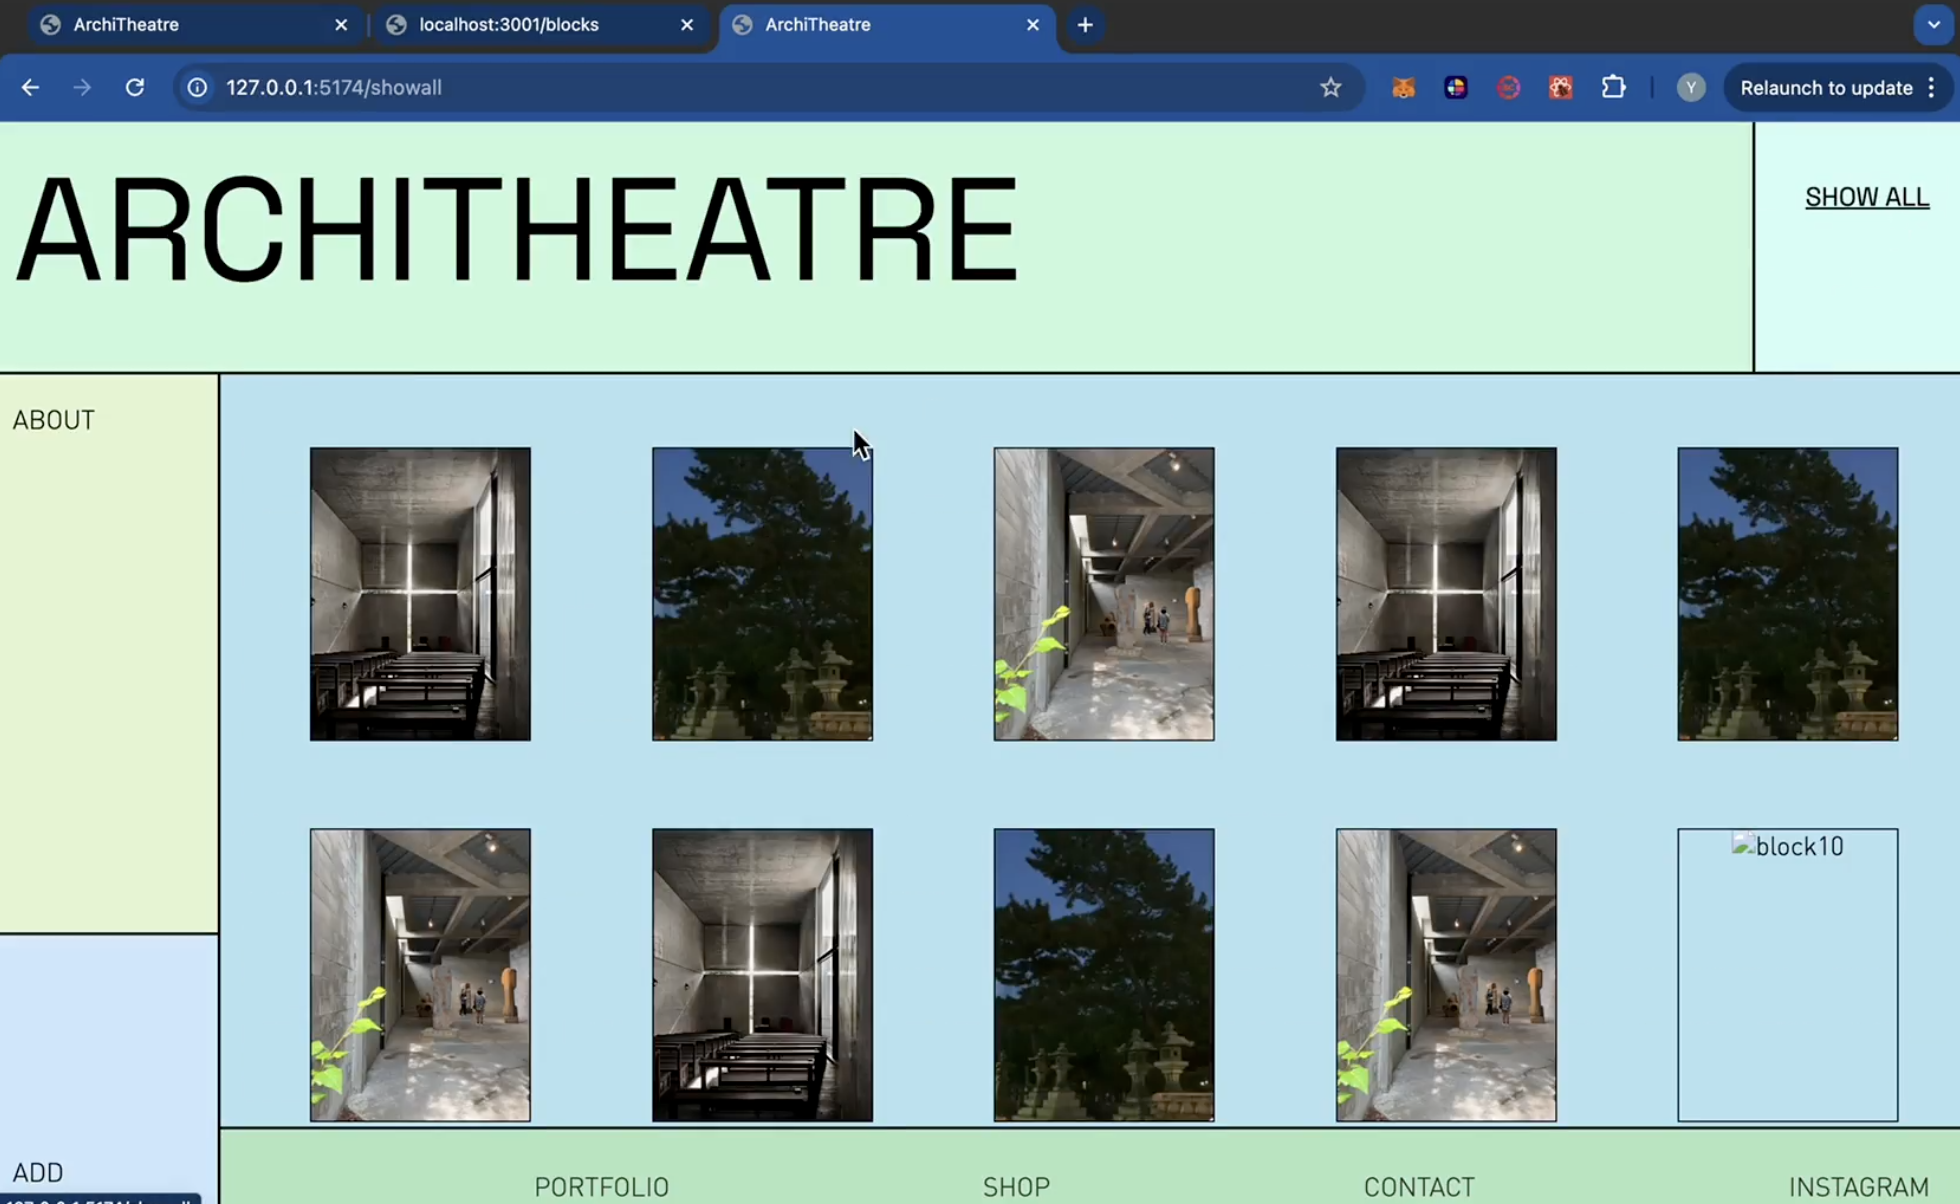 ArchiTheatre
localhost:3001/blocks
ArchiTheatre
127.0.0.1:5174/showall
Y
Relaunch to update
ARCHITHEATRE
SHOW ALL
ABOUT
block10
ADD
PORTFOLIO
SHOP
CONTACT
INSTAGRAM